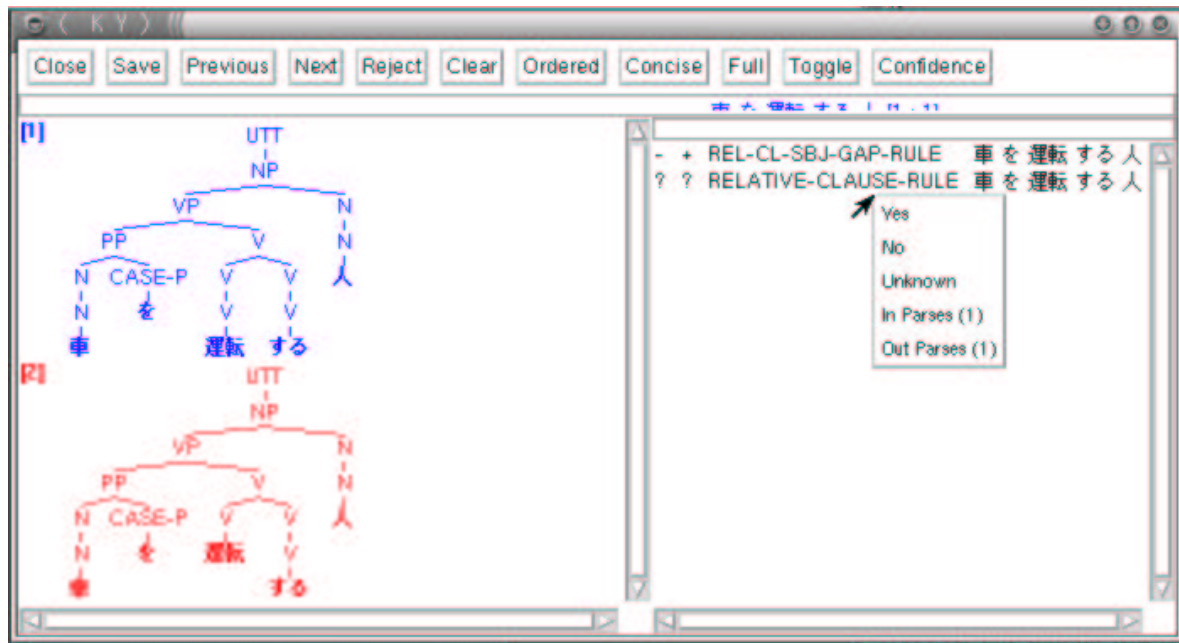 ( K Y ) (((
Close Save Previous Next Reject Clear Ordered Concise Full Toggle Confidence
[1]
UTT
NP
VP N
PP V N
N CASE-P V V 人
N を V V
車 運転 する
[2]
UTT
NP
VP N
PP V N
N CASE-P V V 人
N を 運転 V
車 する
- + REL-CL-SBJ-GAP-RULE 車 を 運転 する 人
? ? RELATIVE-CLAUSE-RULE 車 を 運転 する 人
Yes
No
Unknown
In Parses (1)
Out Parses (1)